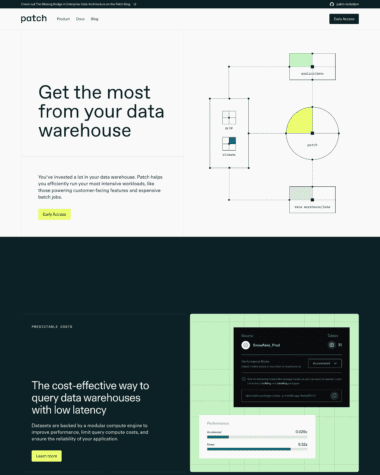 Check out The Missing Bridge in Enterprise Data Architecture on the Patch Blog
patch
Product Docs Blog
Early Access
Get the most
from your data
warehouse
You've invested a lot in your data warehouse. Patch helps
you efficiently run your most intensive workloads, like
those powering customer-facing features and expensive
batch jobs.
Early Access
patch
data warehouse/lake
PREDICTABLE COSTS
The cost-effective way to
query data warehouses
with low latency
Datasets are backed by a modular compute engine to
improve performance, limit query compute costs, and
ensure the reliability of your application.
Learn more
Source
Snowflake_Prod
Accelerated
Performance